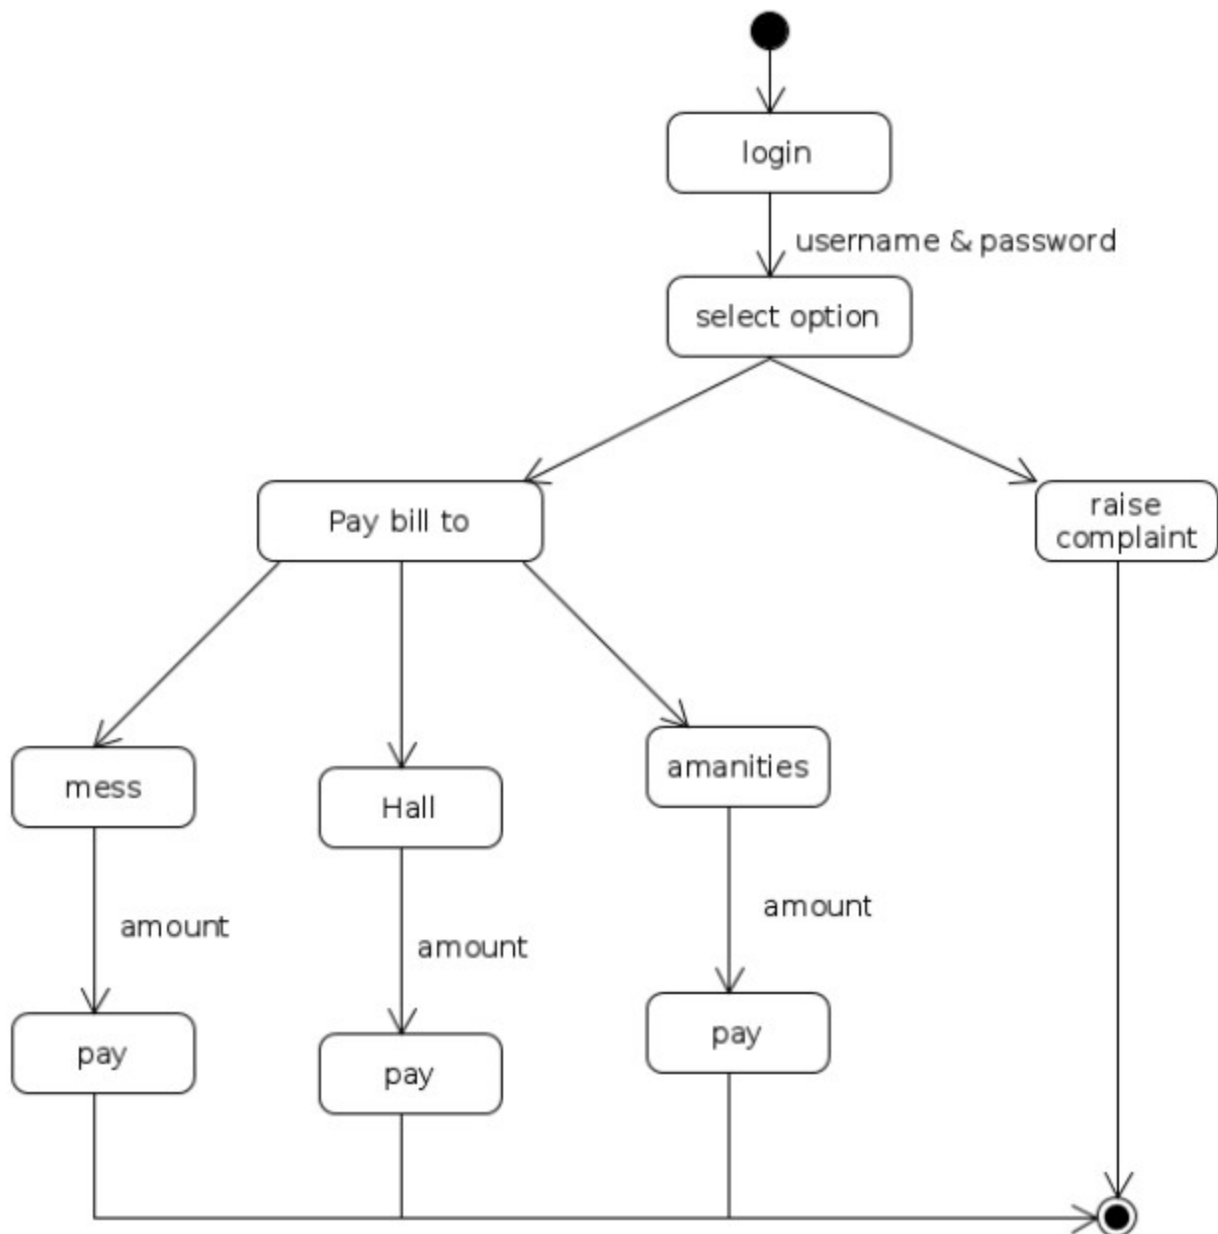 login
username & password
select option
Pay bill to
raise
complaint
mess
Hall
amanities
amount
amount
amount
pay
pay
pay